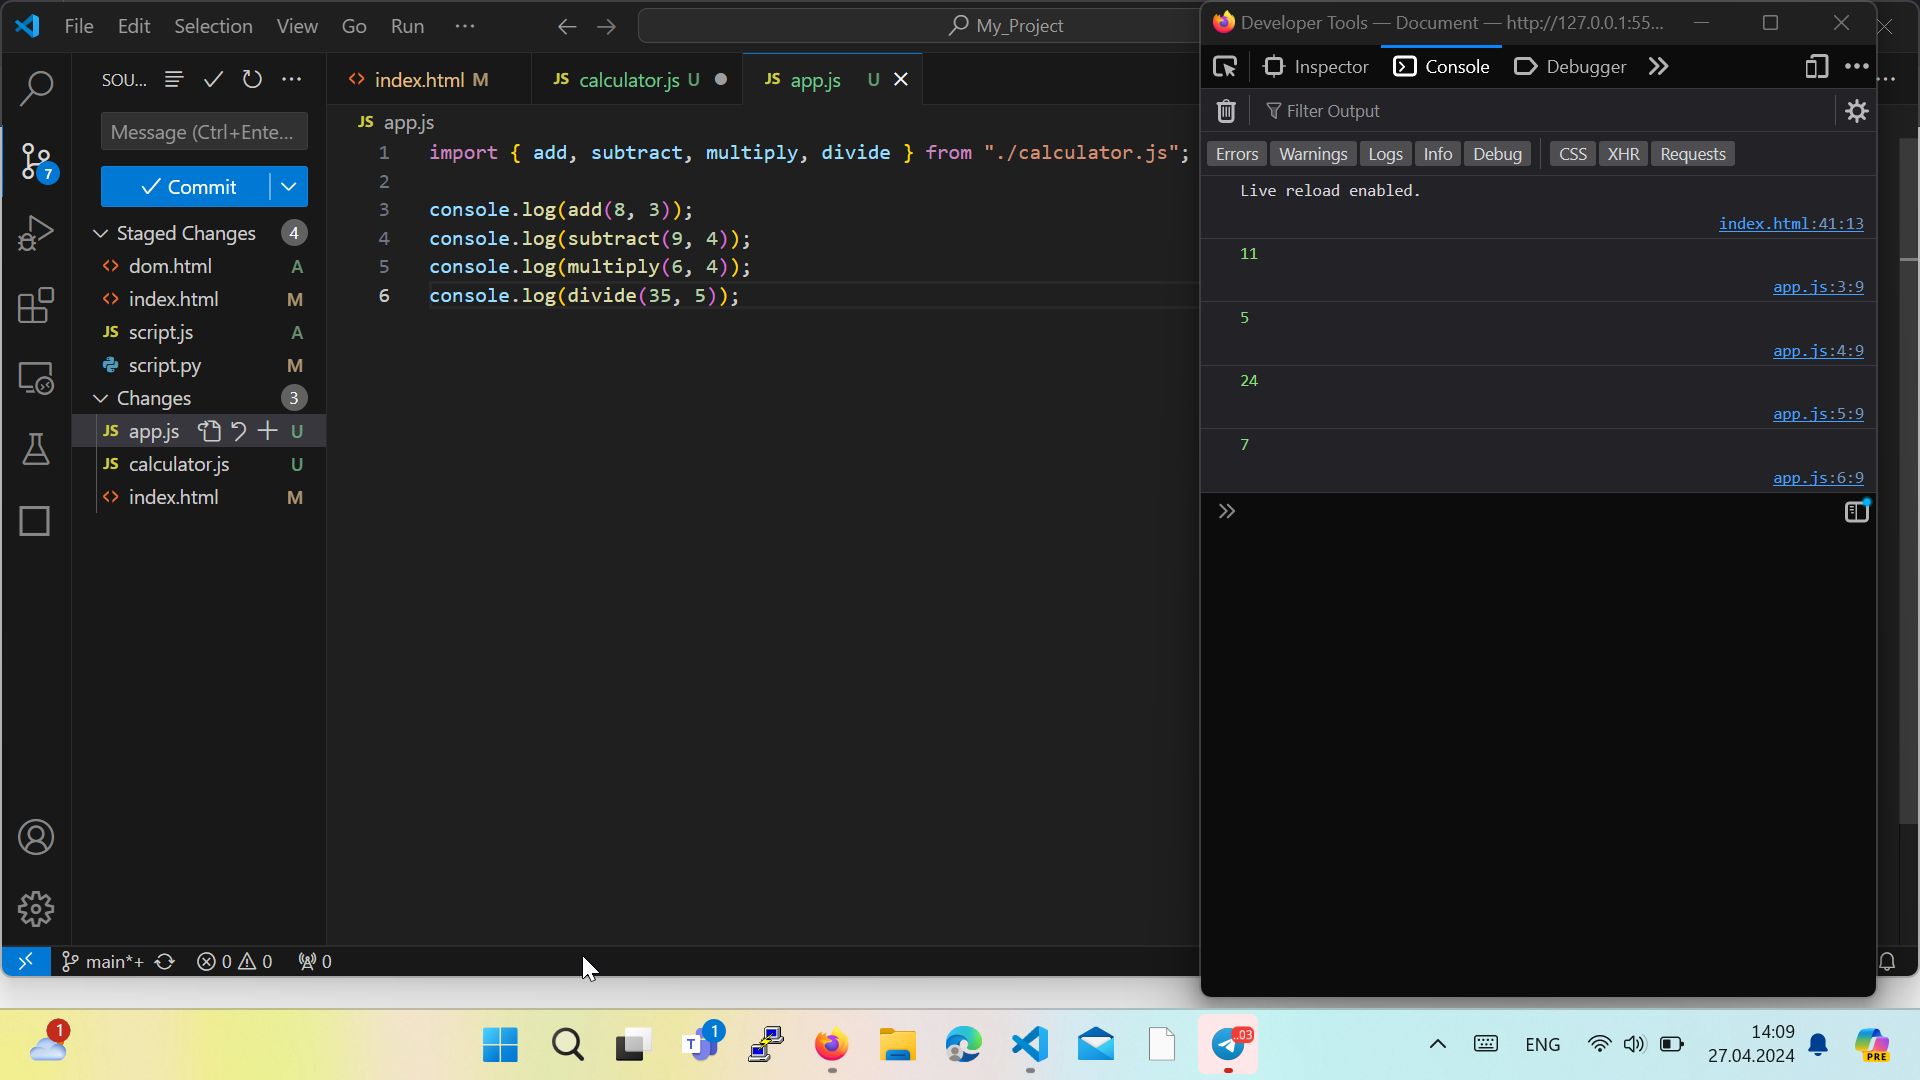 File Edit Selection View Go Run ···
My_Project
SOU... ···
Message (Ctrl+Ente...
Commit
Staged Changes 4
dom.html A
index.html M
JS script.js A
script.py M
Changes 3
JS app.js U
JS calculator.js U
index.html M
7
index.html M
JS calculator.js U
JS app.js U
JS app.js
1 import { add, subtract, multiply, divide } from "./calculator.js";
2
3 console.log(add(8, 3));
4 console.log(subtract(9, 4));
5 console.log(multiply(6, 4));
6 console.log(divide(35, 5));
main*+ 0 0 0
Developer Tools — Document — http://127.0.0.1:55...
Inspector Console Debugger
Filter Output
Errors Warnings Logs Info Debug CSS XHR Requests
Live reload enabled.
index.html:41:13
11
app.js:3:9
5
app.js:4:9
24
app.js:5:9
7
app.js:6:9
1
T 1
..03
ENG
14:09
27.04.2024
PRE